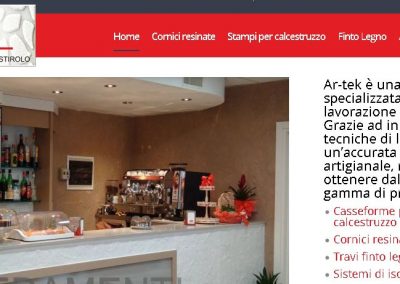 STIROLO
Home Cornici resinate Stampi per calcestruzzo Finto Legno
Ar-tek è una
specializzata
lavorazione
Grazie ad in
tecniche di l
un'accurata
artigianale,
ottenere dal
gamma di pr
Casseforme p
calcestruzzo
Cornici resina
Travi finto leg
Sistemi di iso